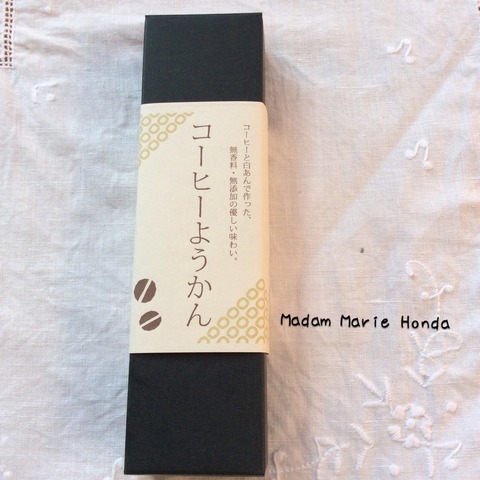 コーヒーと白あんで作った、
無香料・無添加の優しい味わい。
コーヒーようかん
Madam Marie Honda